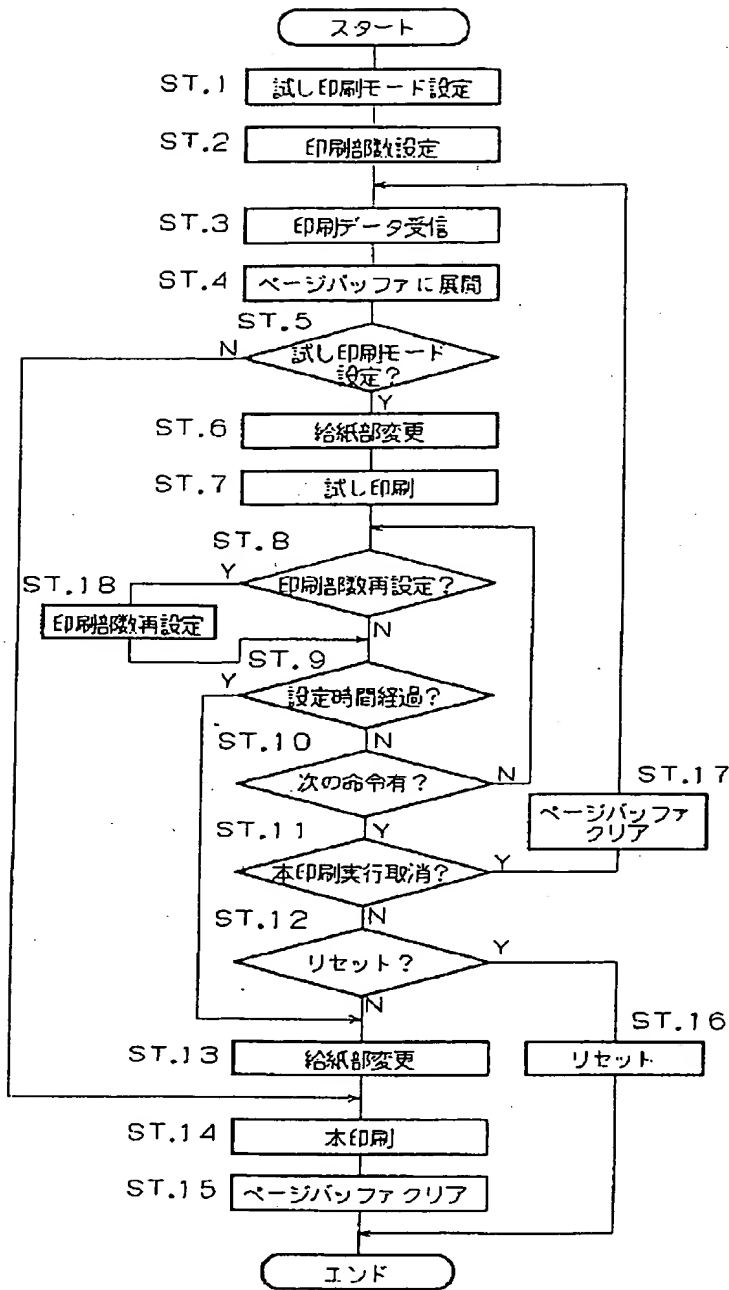 スタート
ST.1 試し印刷モード設定
ST.2 印刷部数設定
ST.3 印刷データ受信
ST.4 ページバッファに展開
ST.5
N 試し印刷モード
設定?
Y
ST.6 給紙部変更
ST.7 試し印刷
ST.8
Y 印刷部数再設定?
ST.18
N
印刷部数再設定
ST.9
Y 設定時間経過?
N
ST.10
次の命令有? N
ST.17
ページバッファ
クリア
Y
ST.11
本印刷実行取消? Y
N
ST.12
リセット? Y
N
ST.16
ST.13 給紙部変更 リセット
ST.14 本印刷
ST.15 ページバッファクリア
エンド